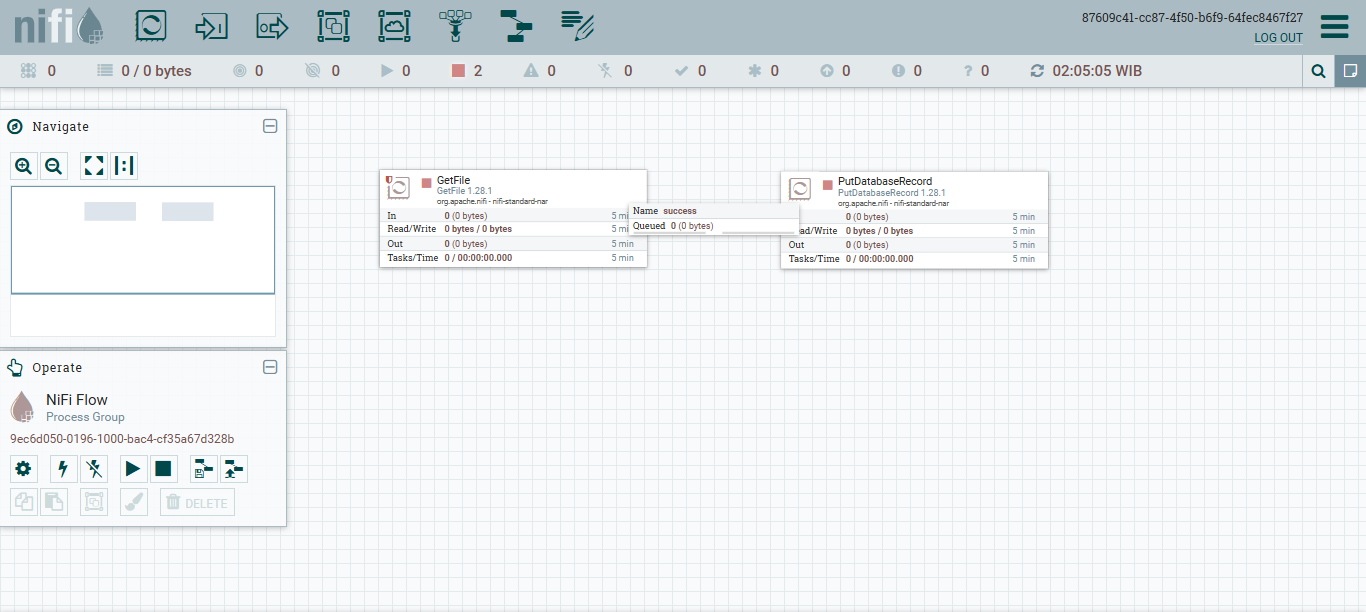 nifi
87609c41-cc87-4f50-b6f9-64fec8467f27
LOG OUT
0 0 / 0 bytes 0 0 0 2 0 0 0 0 0 0 ? 0 02:05:05 WIB
Navigate
GetFile
GetFile 1.28.1
org.apache.nifi - nifi-standard-nar
In 0 (0 bytes) 5 mi
Read/Write 0 bytes / 0 bytes 5 mi
Out 0 (0 bytes) 5 min
Tasks/Time 0 / 00:00:00.000 5 min
Name success
Queued 0 (0 bytes)
PutDatabaseRecord
PutDatabaseRecord 1.28.1
org.apache.nifi - nifi-standard-nar
0 (0 bytes) 5 min
ad/Write 0 bytes / 0 bytes 5 min
Out 0 (0 bytes) 5 min
Tasks/Time 0 / 00:00:00.000 5 min
Operate
NiFi Flow
Process Group
9ec6d050-0196-1000-bac4-cf35a67d328b
DELETE